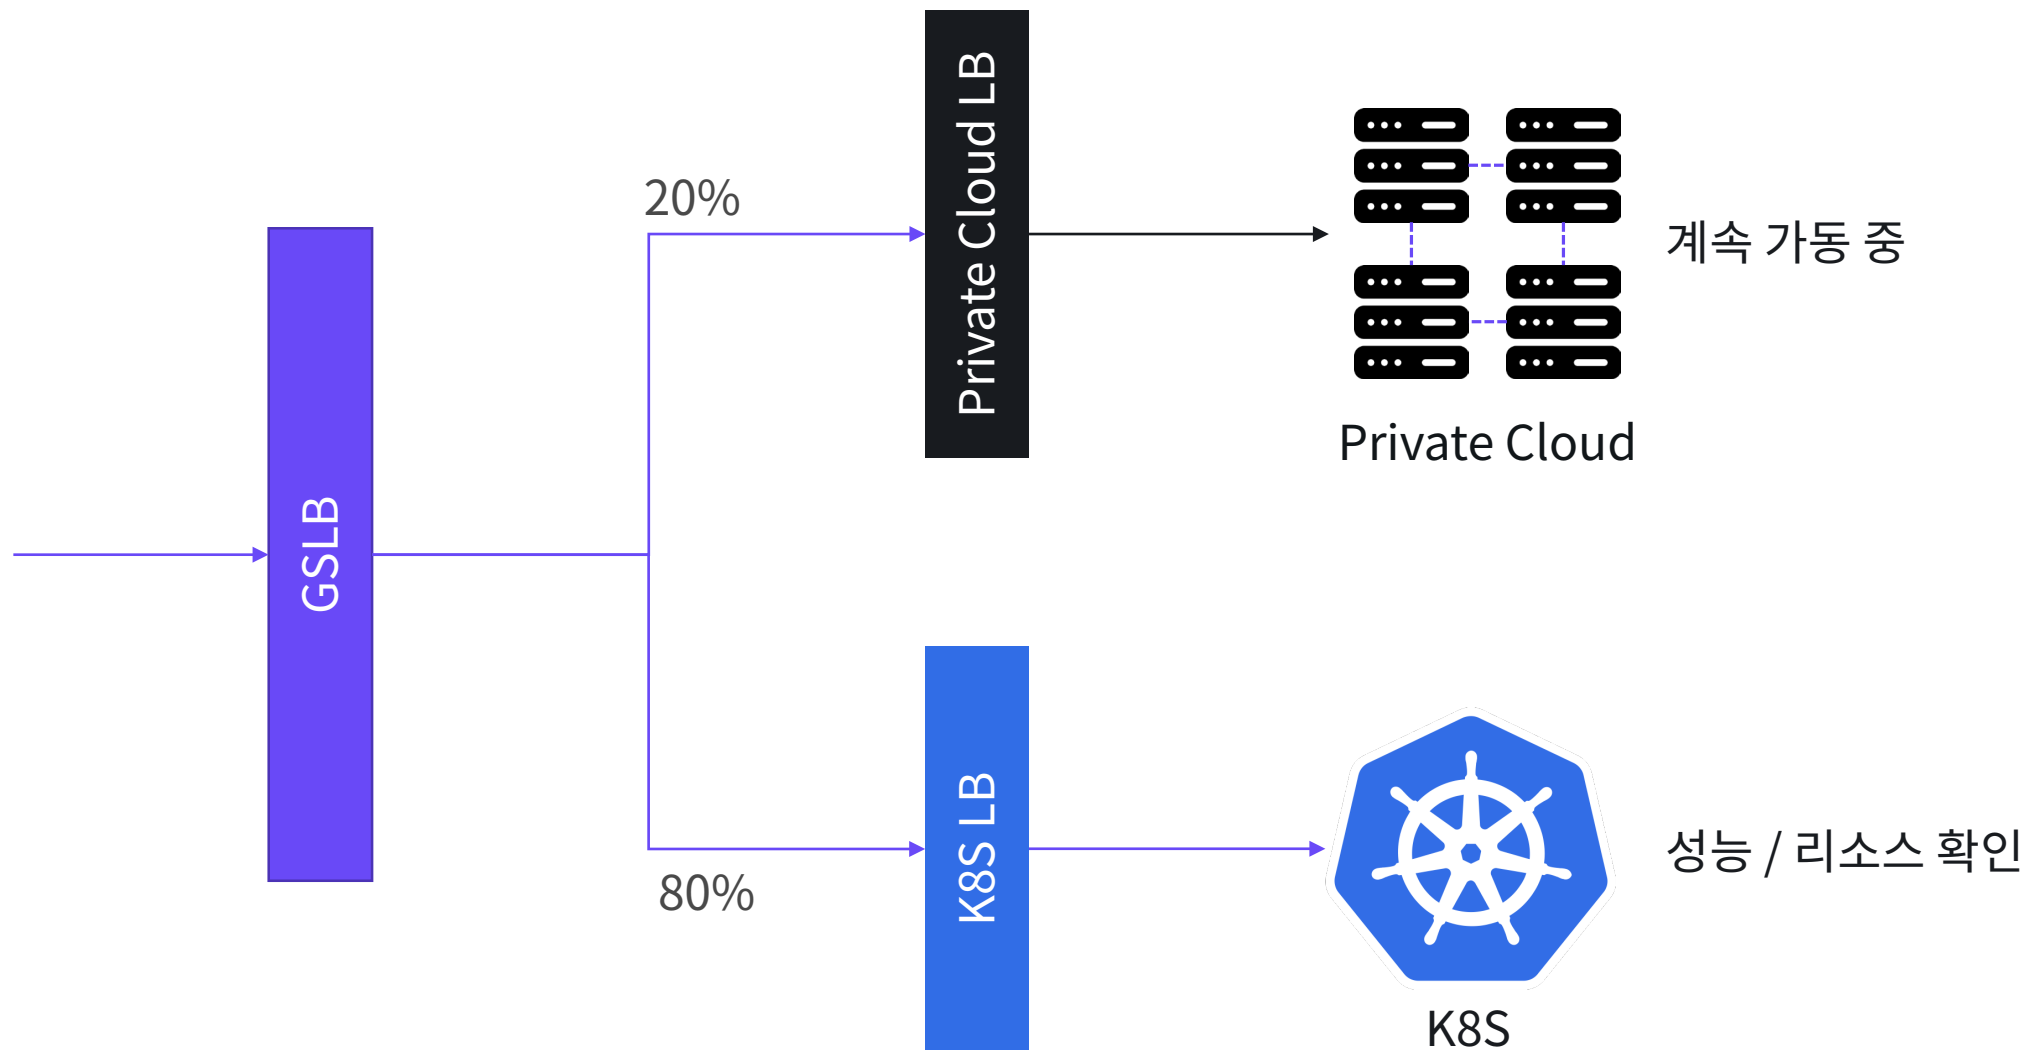 GSLB
20%
Private Cloud LB
Private Cloud
계속 가동 중
80%
K8S LB
K8S
성능 / 리소스 확인